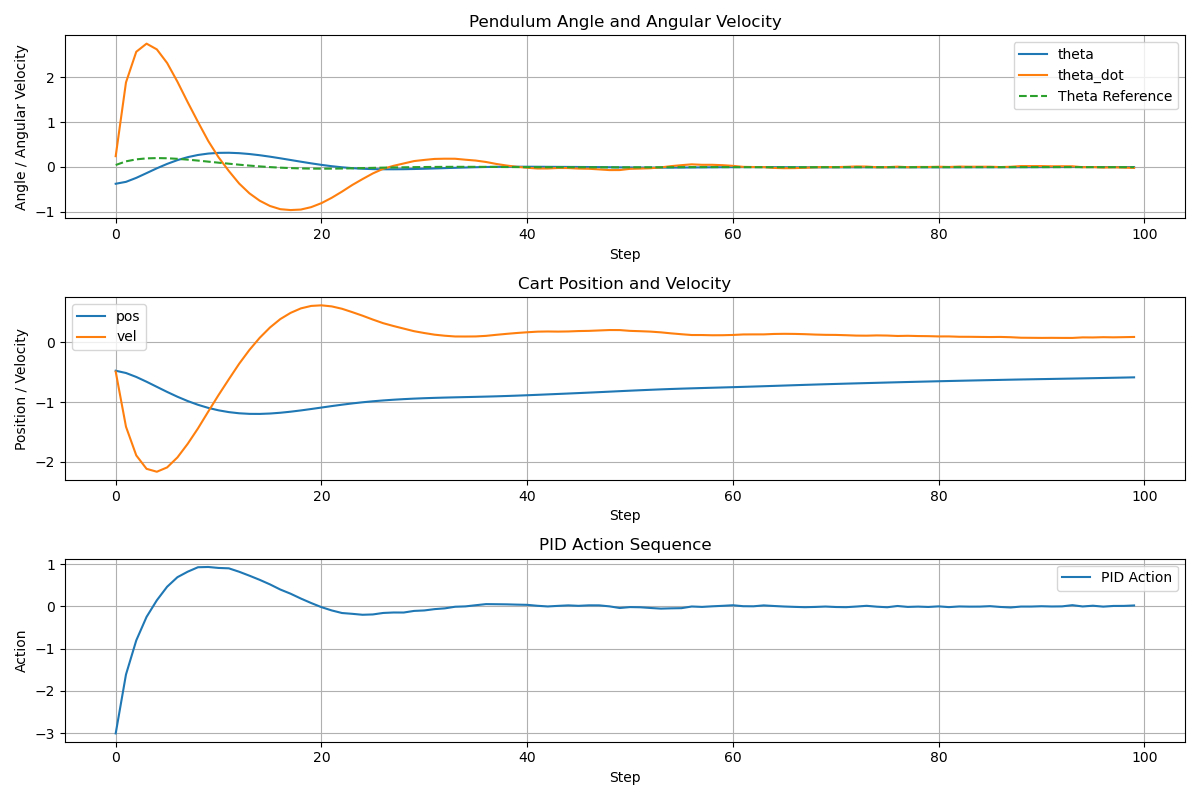 Pendulum Angle and Angular Velocity
Angle / Angular Velocity
2
1
0
−1
theta
theta_dot
Theta Reference
0 20 40 60 80 100
Step
Cart Position and Velocity
Position / Velocity
0
−1
−2
pos
vel
0 20 40 60 80 100
Step
PID Action Sequence
Action
1
0
−1
−2
−3
PID Action
0 20 40 60 80 100
Step